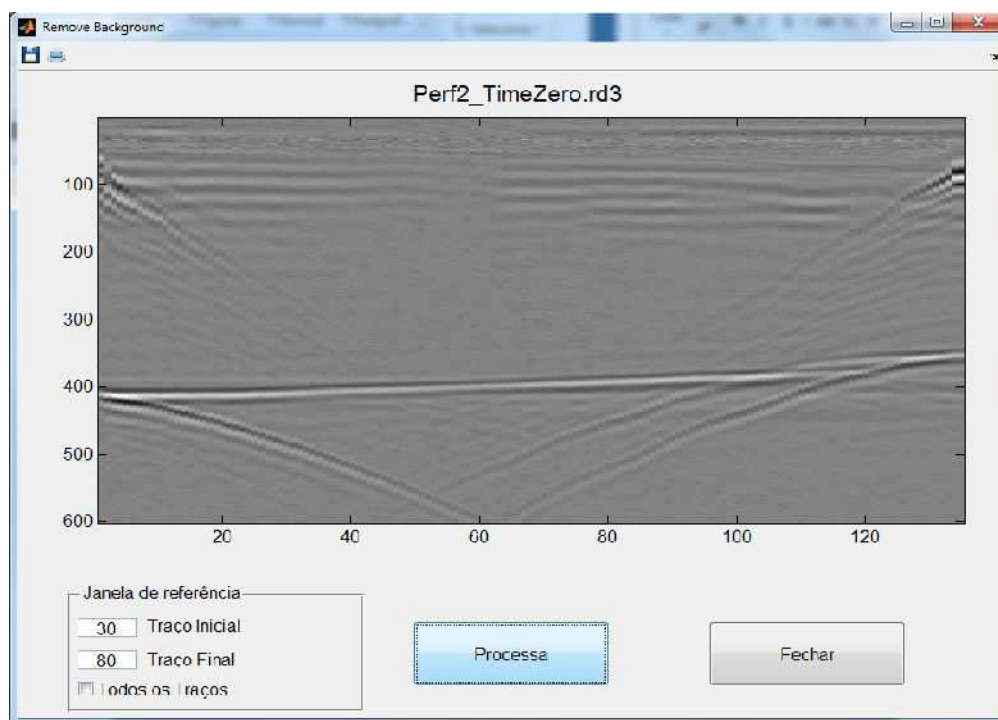 Remove Background
Perf2_TimeZero.rd3
100
200
300
400
500
600
20 40 60 80 100 120
Janela de referência
30 Traço Inicial
80 Traço Final
Todos os Traços
Processa
Fechar